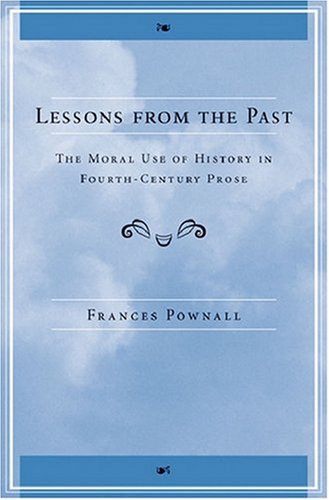 Lessons from the Past
The Moral Use of History in
Fourth-Century Prose
Frances Pownall